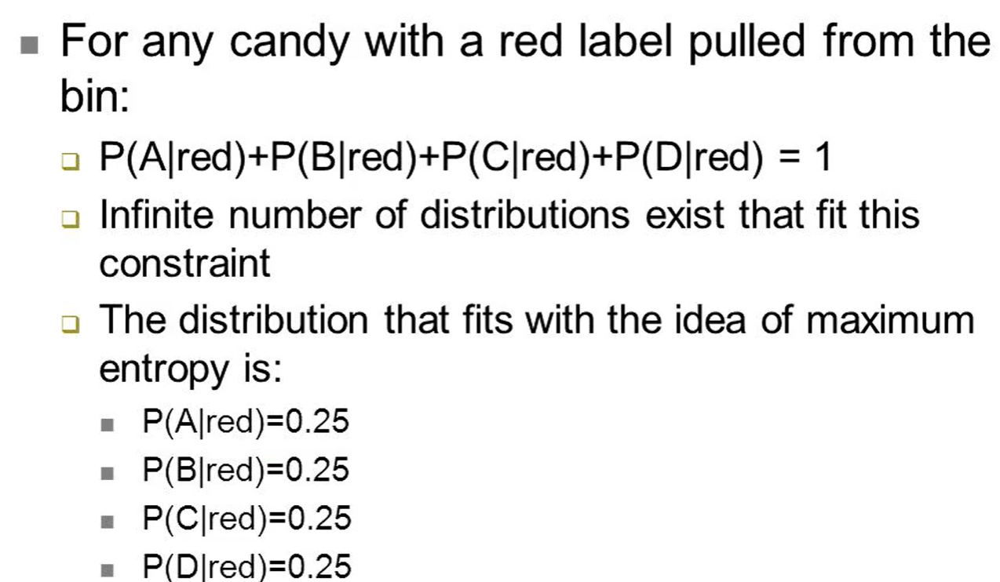 For any candy with a red label pulled from the
bin:
P(A|red)+P(B|red)+P(C|red)+P(D|red) = 1
Infinite number of distributions exist that fit this
constraint
The distribution that fits with the idea of maximum
entropy is:
P(A|red)=0.25
P(B|red)=0.25
P(C|red)=0.25
P(D|red)=0.25